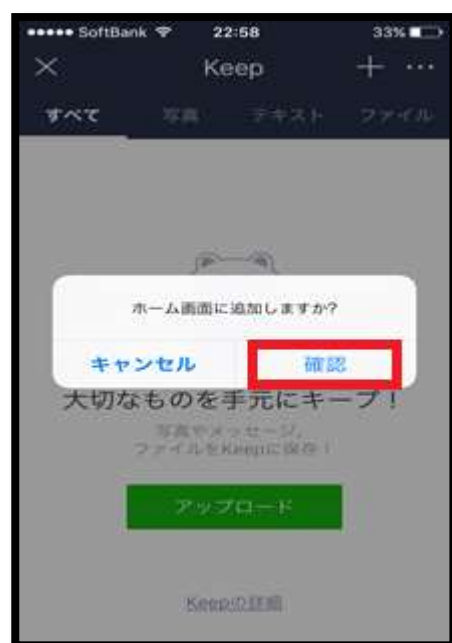 SoftBank 22:58 33%
Keep
すべて 写真 テキスト ファイル
ホーム画面に追加しますか?
キャンセル 確認
大切なものを手元にキープ!
写真やメッセージ、
ファイルをKeepに保存!
アップロード
Keepの詳細